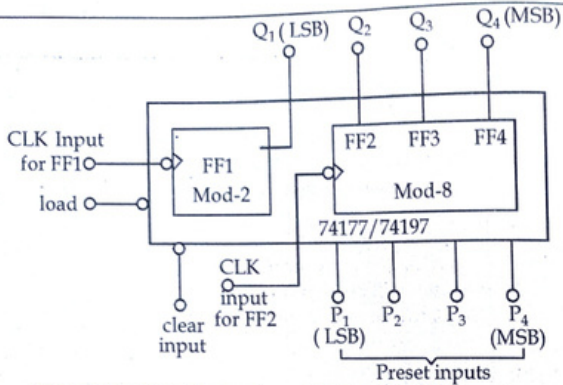 Q1 (LSB) Q2 Q3 Q4 (MSB)
CLK Input
for FF1
FF1
Mod-2
FF2 FF3 FF4
Mod-8
load
74177/74197
clear
input
CLK
input
for FF2
P1 P2 P3 P4
(LSB) (MSB)
Preset inputs